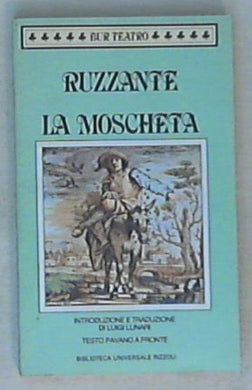 BUR TEATRO
RUZZANTE
LA MOSCHETA
INTRODUZIONE E TRADUZIONE
DI LUIGI LUNARI
TESTO PAVANO A FRONTE
BIBLIOTECA UNIVERSALE RIZZOLI